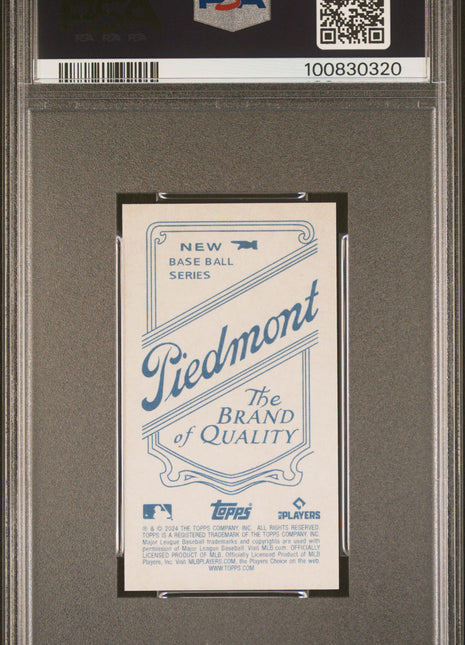 PSA PSA PSA
PSA
100830320
NEW
BASE BALL
SERIES
Piedmont
The
BRAND
of QUALITY
Topps
PLAYERS
® & © 2024 THE TOPPS COMPANY, INC. ALL RIGHTS RESERVED.
TOPPS IS A REGISTERED TRADEMARK OF THE TOPPS COMPANY, INC.
Major League Baseball trademarks and copyrights are used with
permission of Major League Baseball. Visit MLB.com. OFFICIALLY
LICENSED PRODUCT OF MLB. Officially Licensed Product of MLB
Players, Inc. Visit MLBPLAYERS.COM, the Players Choice on the web.
WWW.TOPPS.COM